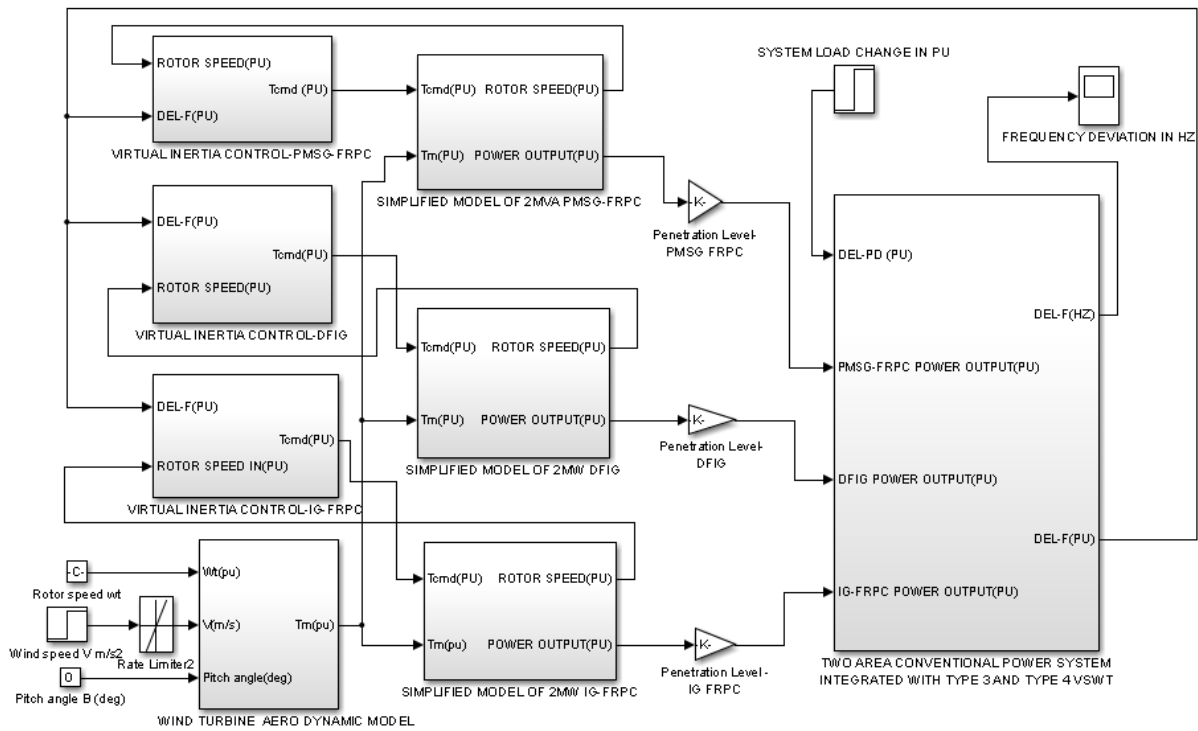 ROTOR SPEED(PU)
Tcmd (PU)
DEL-F(PU)
VIRTUAL INERTIA CONTROL-PMSG-FRPC
Tcmd(PU)
ROTOR SPEED(PU)
Tm(PU)
POWER OUTPUT(PU)
SIMPLIFIED MODEL OF 2MVA PMSG-FRPC
-K-
Penetration Level-
PMSG FRPC
SYSTEM LOAD CHANGE IN PU
FREQUENCY DEVIATION IN HZ
DEL-F(PU)
Tcmd(PU)
ROTOR SPEED(PU)
VIRTUAL INERTIA CONTROL-DFIG
Tcmd(PU)
ROTOR SPEED(PU)
Tm(PU)
POWER OUTPUT(PU)
SIMPLIFIED MODEL OF 2MW DFIG
-K-
Penetration Level-
DFIG
DEL-F(PU)
Tcmd(PU)
ROTOR SPEED IN(PU)
VIRTUAL INERTIA CONTROL-IG-FRPC
Tcmd(PU)
ROTOR SPEED(PU)
Tm(pu)
POWER OUTPUT(PU)
SIMPLIFIED MODEL OF 2MW IG-FRPC
-K-
Penetration Level -
IG FRPC
-C-
Rotor speed wt
Wind speed V m/s2
Rate Limiter2
0
Pitch angle B (deg)
Wt(pu)
V(m/s)
Tm(pu)
Pitch angle(deg)
WIND TURBINE AERO DYNAMIC MODEL
DEL-PD (PU)
DEL-F(HZ)
PMSG-FRPC POWER OUTPUT(PU)
DFIG POWER OUTPUT(PU)
DEL-F(PU)
IG-FRPC POWER OUTPUT(PU)
TWO AREA CONVENTIONAL POWER SYSTEM
INTEGRATED WITH TYPE 3 AND TYPE 4 VSWT